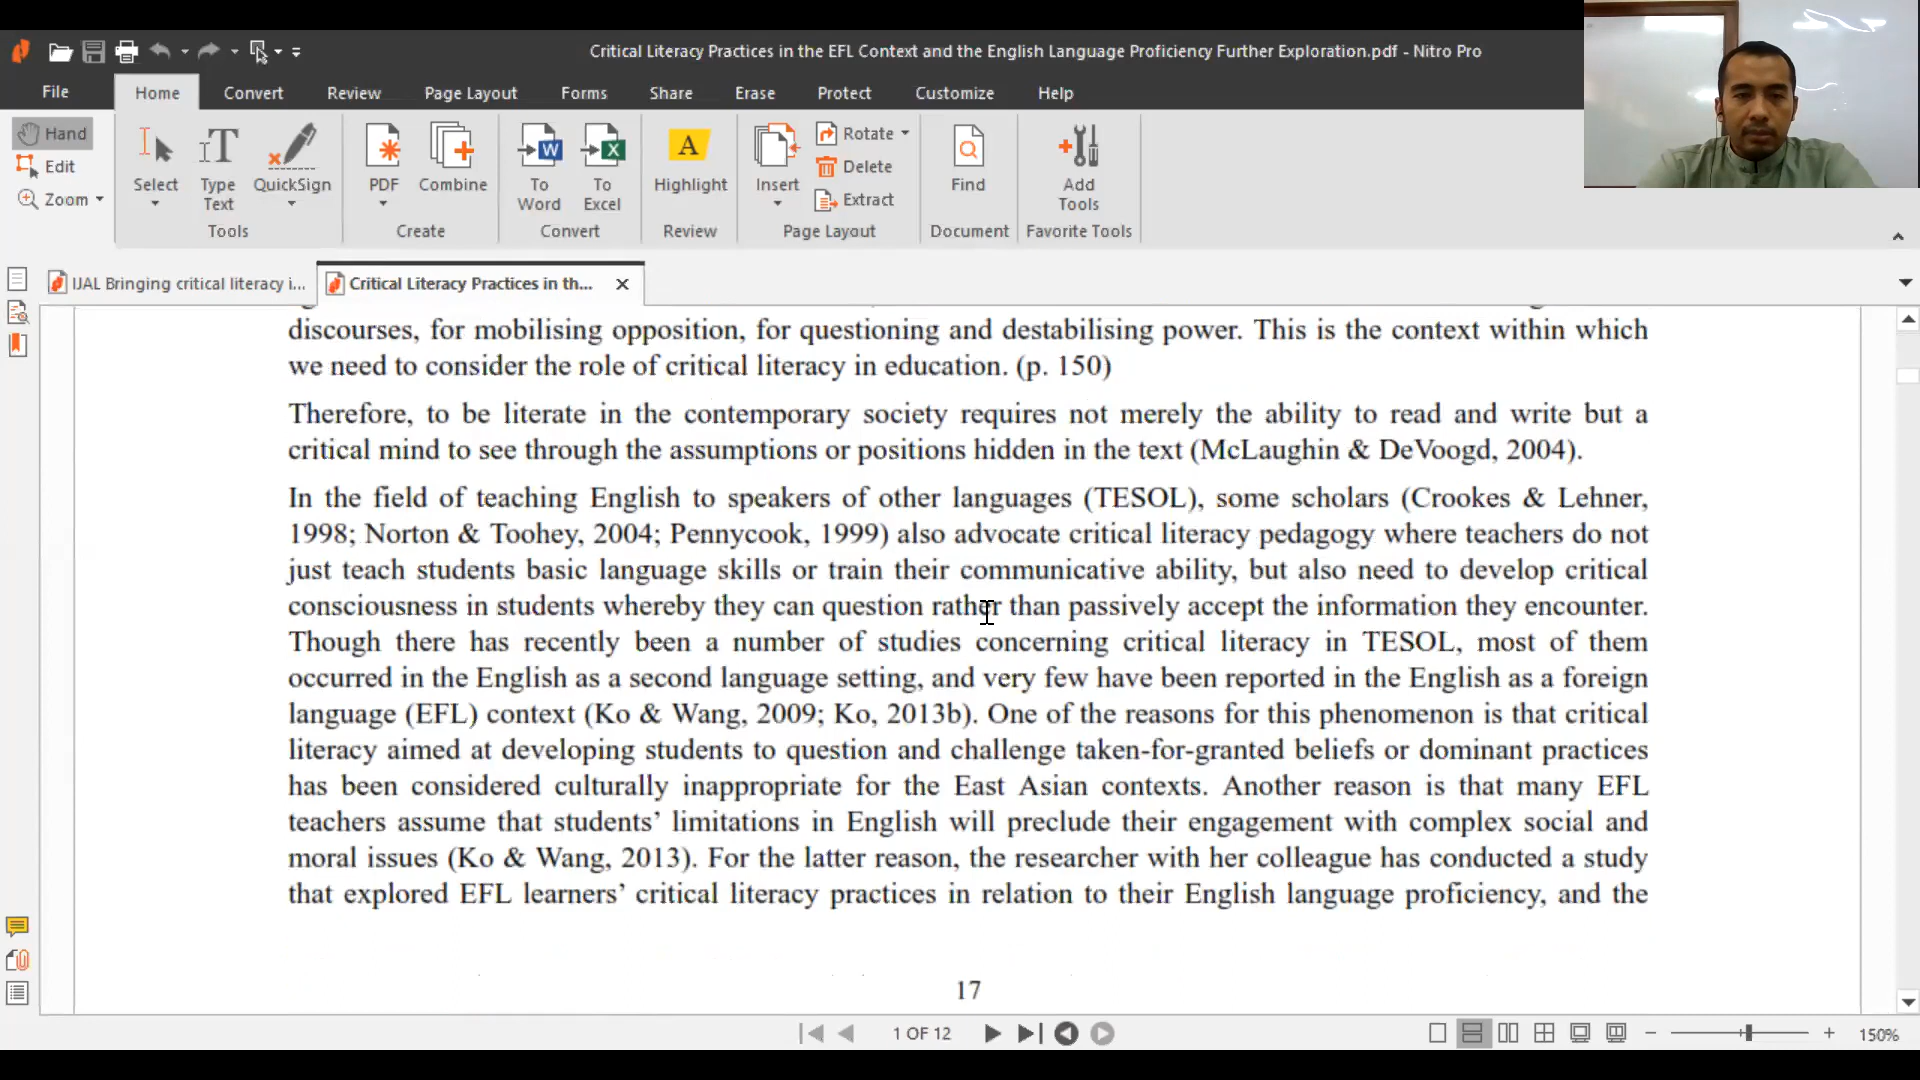 Critical Literacy Practices in the EFL Context and the English Language Proficiency Further Exploration.pdf - Nitro Pro
File
Home
Convert
Review
Page Layout
Forms
Share
Erase
Protect
Customize
Help
Hand
Edit
Zoom
Select
Type
Text
QuickSign
Tools
PDF
Combine
Create
To
Word
To
Excel
Convert
A
Highlight
Review
Insert
Rotate
Delete
Extract
Page Layout
Find
Document
Add
Tools
Favorite Tools
IJAL Bringing critical literacy i...
Critical Literacy Practices in th...
discourses, for mobilising opposition, for questioning and destabilising power. This is the context within which
we need to consider the role of critical literacy in education. (p. 150)
Therefore, to be literate in the contemporary society requires not merely the ability to read and write but a
critical mind to see through the assumptions or positions hidden in the text (McLaughin & DeVoogd, 2004).
In the field of teaching English to speakers of other languages (TESOL), some scholars (Crookes & Lehner,
1998; Norton & Toohey, 2004; Pennycook, 1999) also advocate critical literacy pedagogy where teachers do not
just teach students basic language skills or train their communicative ability, but also need to develop critical
consciousness in students whereby they can question rather than passively accept the information they encounter.
Though there has recently been a number of studies concerning critical literacy in TESOL, most of them
occurred in the English as a second language setting, and very few have been reported in the English as a foreign
language (EFL) context (Ko & Wang, 2009; Ko, 2013b). One of the reasons for this phenomenon is that critical
literacy aimed at developing students to question and challenge taken-for-granted beliefs or dominant practices
has been considered culturally inappropriate for the East Asian contexts. Another reason is that many EFL
teachers assume that students’ limitations in English will preclude their engagement with complex social and
moral issues (Ko & Wang, 2013). For the latter reason, the researcher with her colleague has conducted a study
that explored EFL learners’ critical literacy practices in relation to their English language proficiency, and the
17
1 OF 12
150%